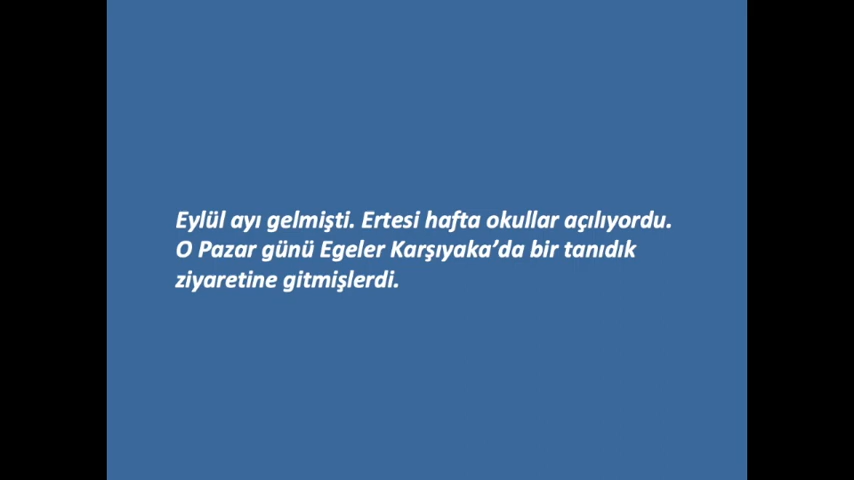 Eylül ayı gelmişti. Ertesi hafta okullar açılıyordu.
O Pazar günü Egeler Karşıyaka’da bir tanıdık
ziyaretine gitmişlerdi.